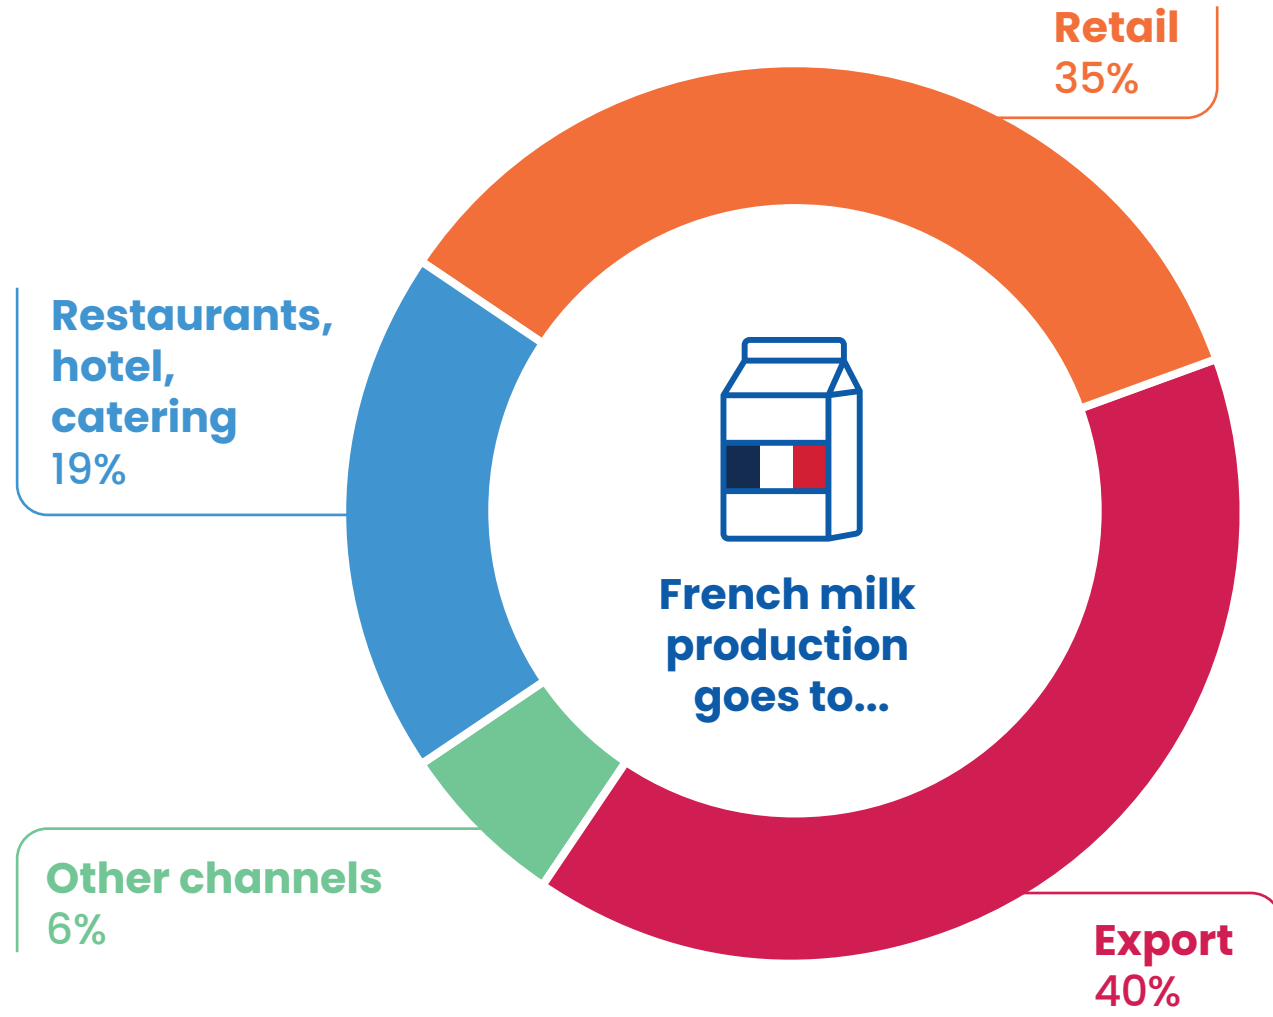 Retail
35%
Restaurants,
hotel,
catering
19%
French milk
production
goes to...
Other channels
6%
Export
40%